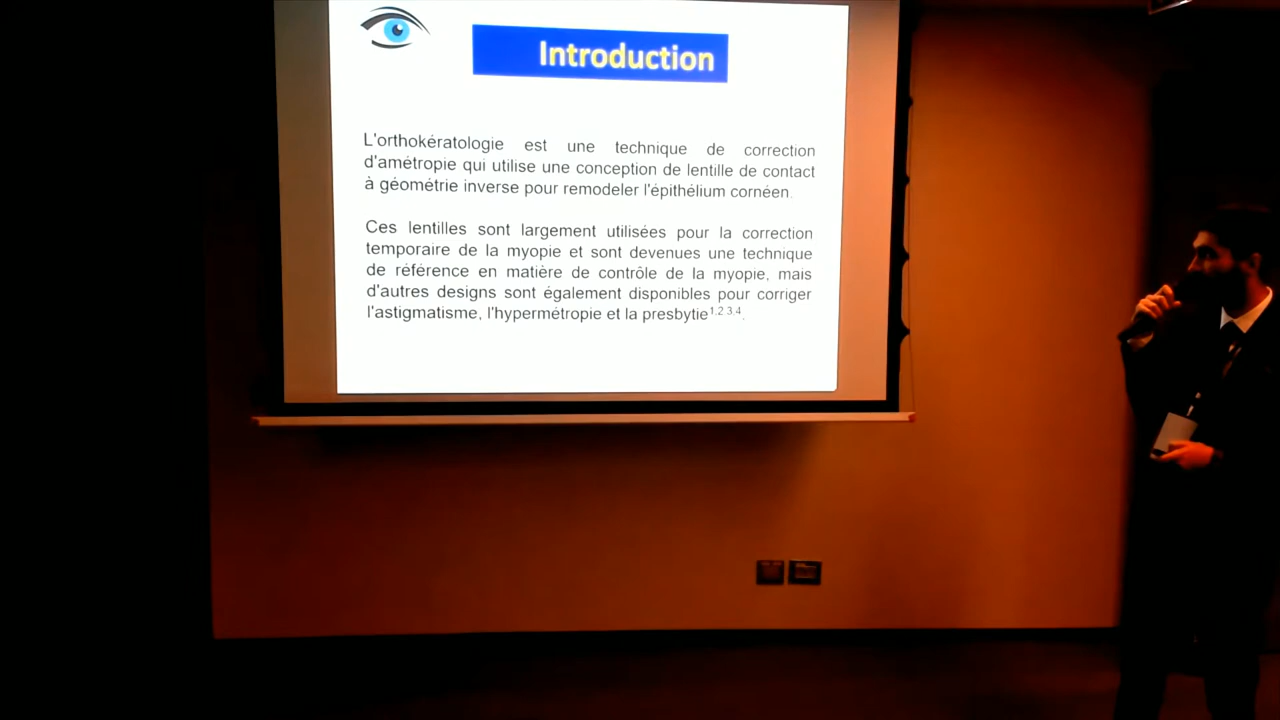 Introduction
L'orthokératologie est une technique de correction
d'amétropie qui utilise une conception de lentille de contact
à géométrie inverse pour remodeler l'épithélium cornéen.
Ces lentilles sont largement utilisées pour la correction
temporaire de la myopie et sont devenues une technique
de référence en matière de contrôle de la myopie, mais
d'autres designs sont également disponibles pour corriger
l'astigmatisme, l'hypermétropie et la presbytie1,2,3,4.